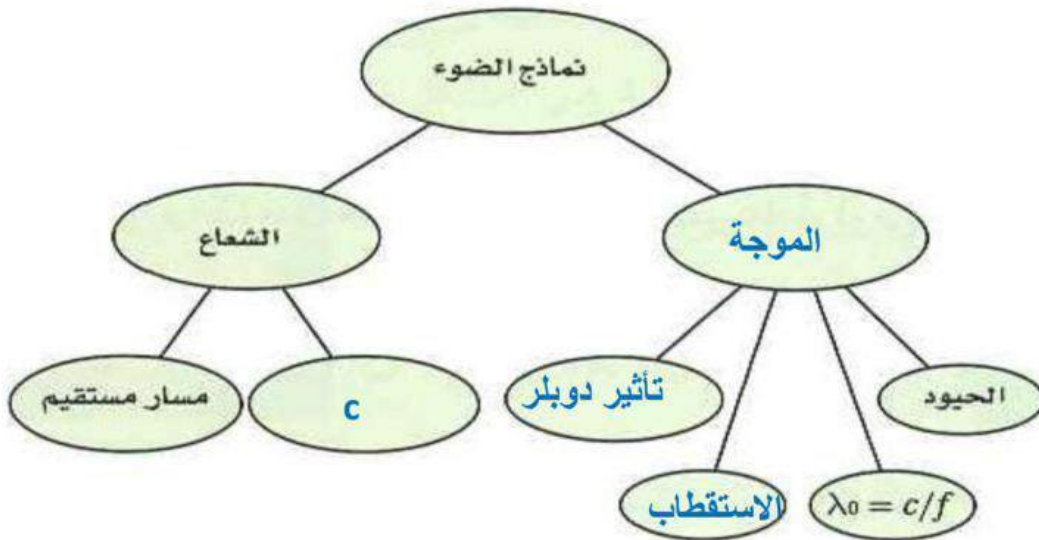 نماذج الضوء
الشعاع
الموجة
مسار مستقيم
c
تأثير دوبلر
الحيود
الاستقطاب
λ₀ = c/f